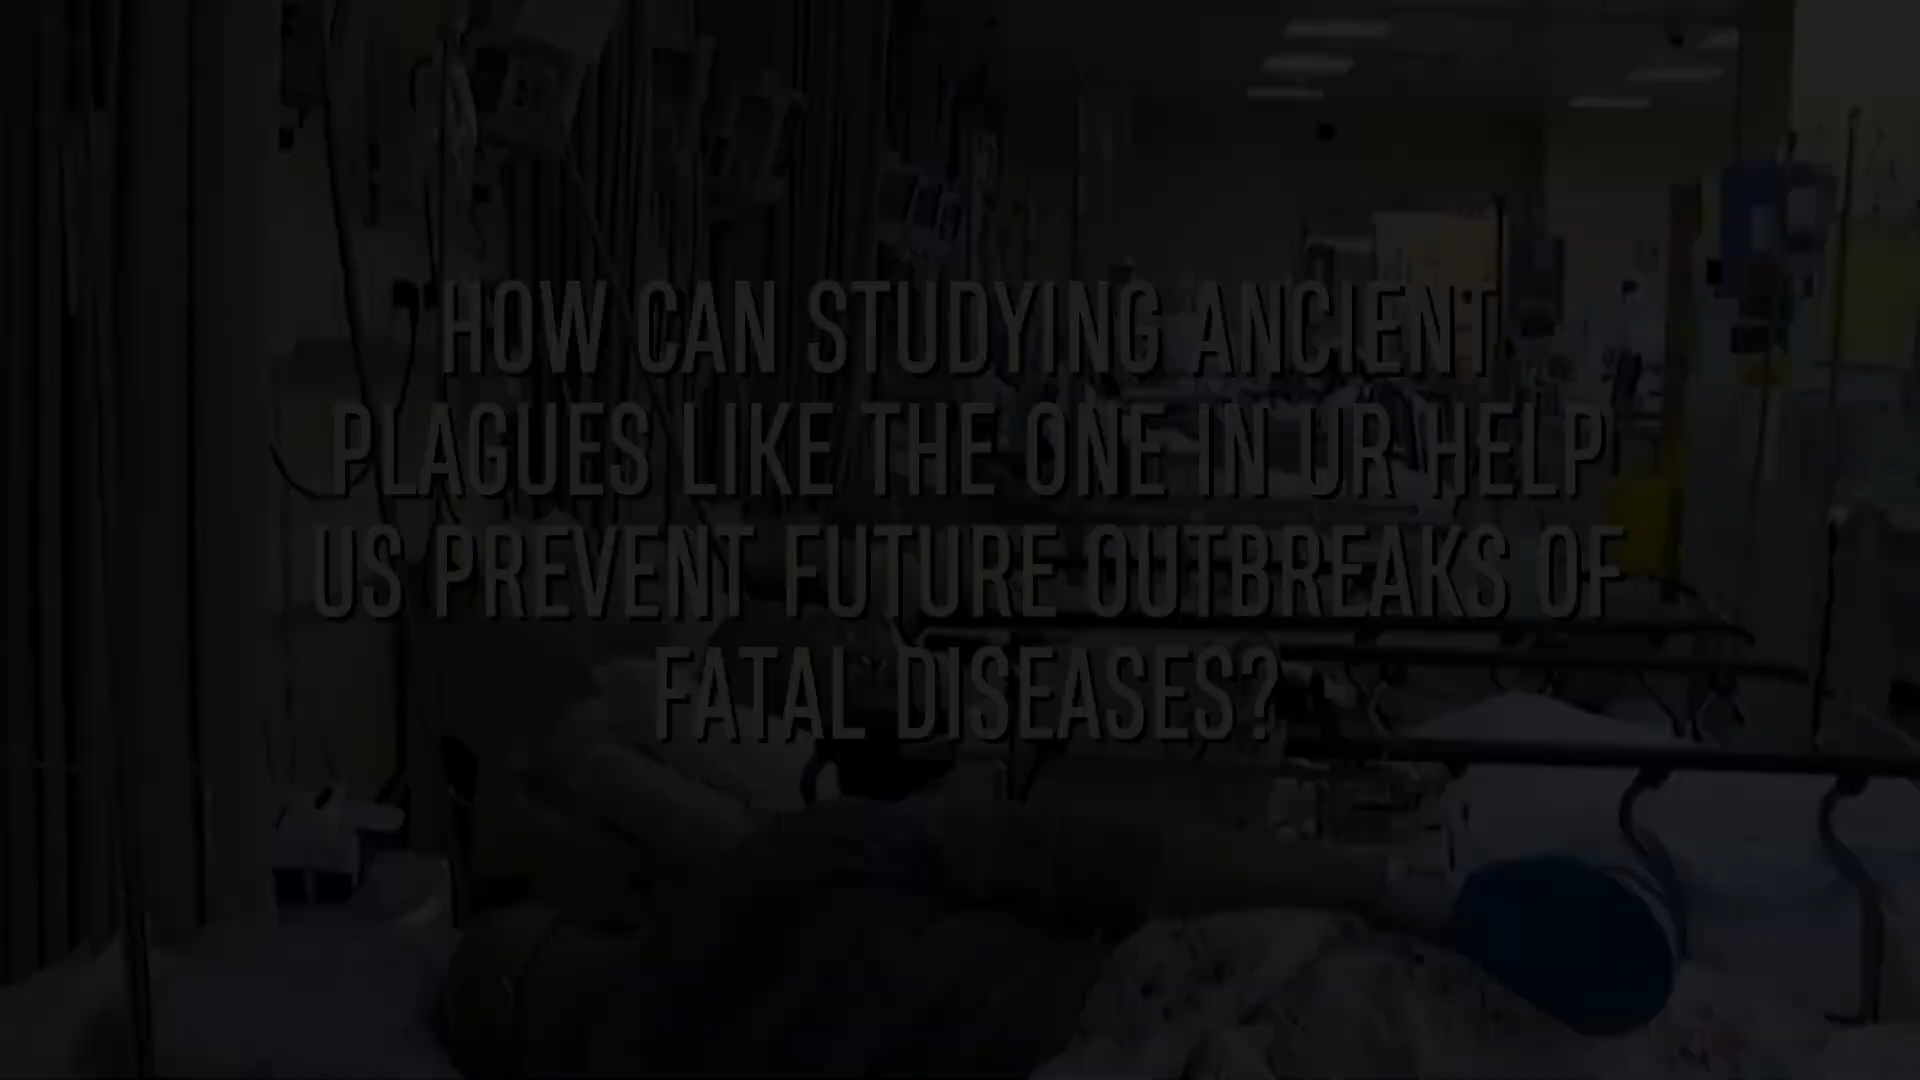 HOW CAN STUDYING ANCIENT
PLAGUES LIKE THE ONE IN UR HELP
US PREVENT FUTURE OUTBREAKS OF
FATAL DISEASES?